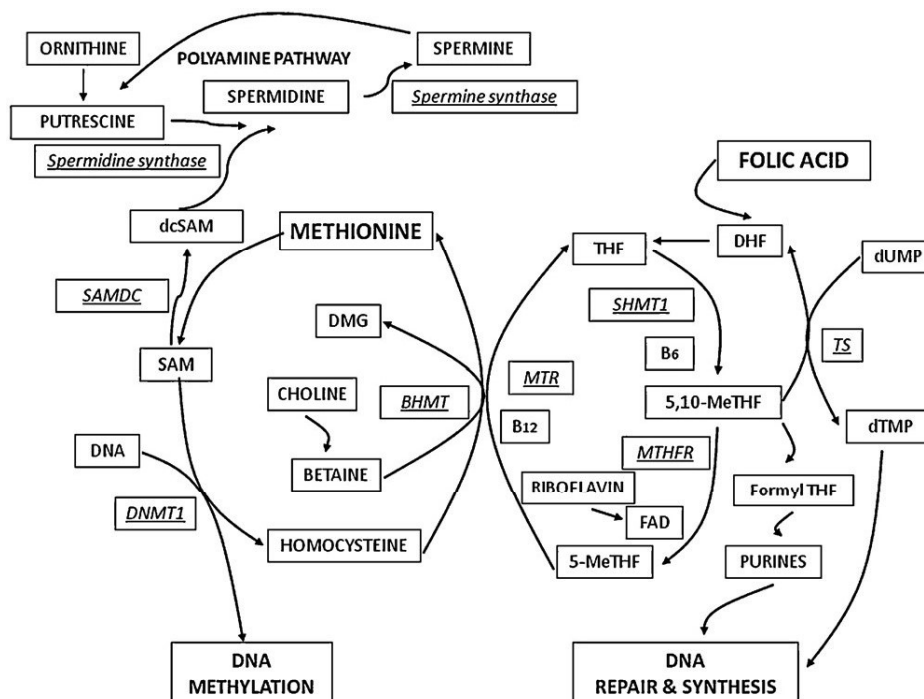 ORNITHINE
SPERMINE
POLYAMINE PATHWAY
SPERMIDINE
Spermine synthase
PUTRESCINE
Spermidine synthase
FOLIC ACID
dcSAM
METHIONINE
THF
DHF
dUMP
SAMDC
SHMT1
DMG
TS
B6
SAM
MTR
CHOLINE
BHMT
5,10-MeTHF
B12
dTMP
DNA
MTHFR
BETAINE
RIBOFLAVIN
Formyl THF
DNMT1
FAD
HOMOCYSTEINE
5-MeTHF
PURINES
DNA
METHYLATION
DNA
REPAIR & SYNTHESIS